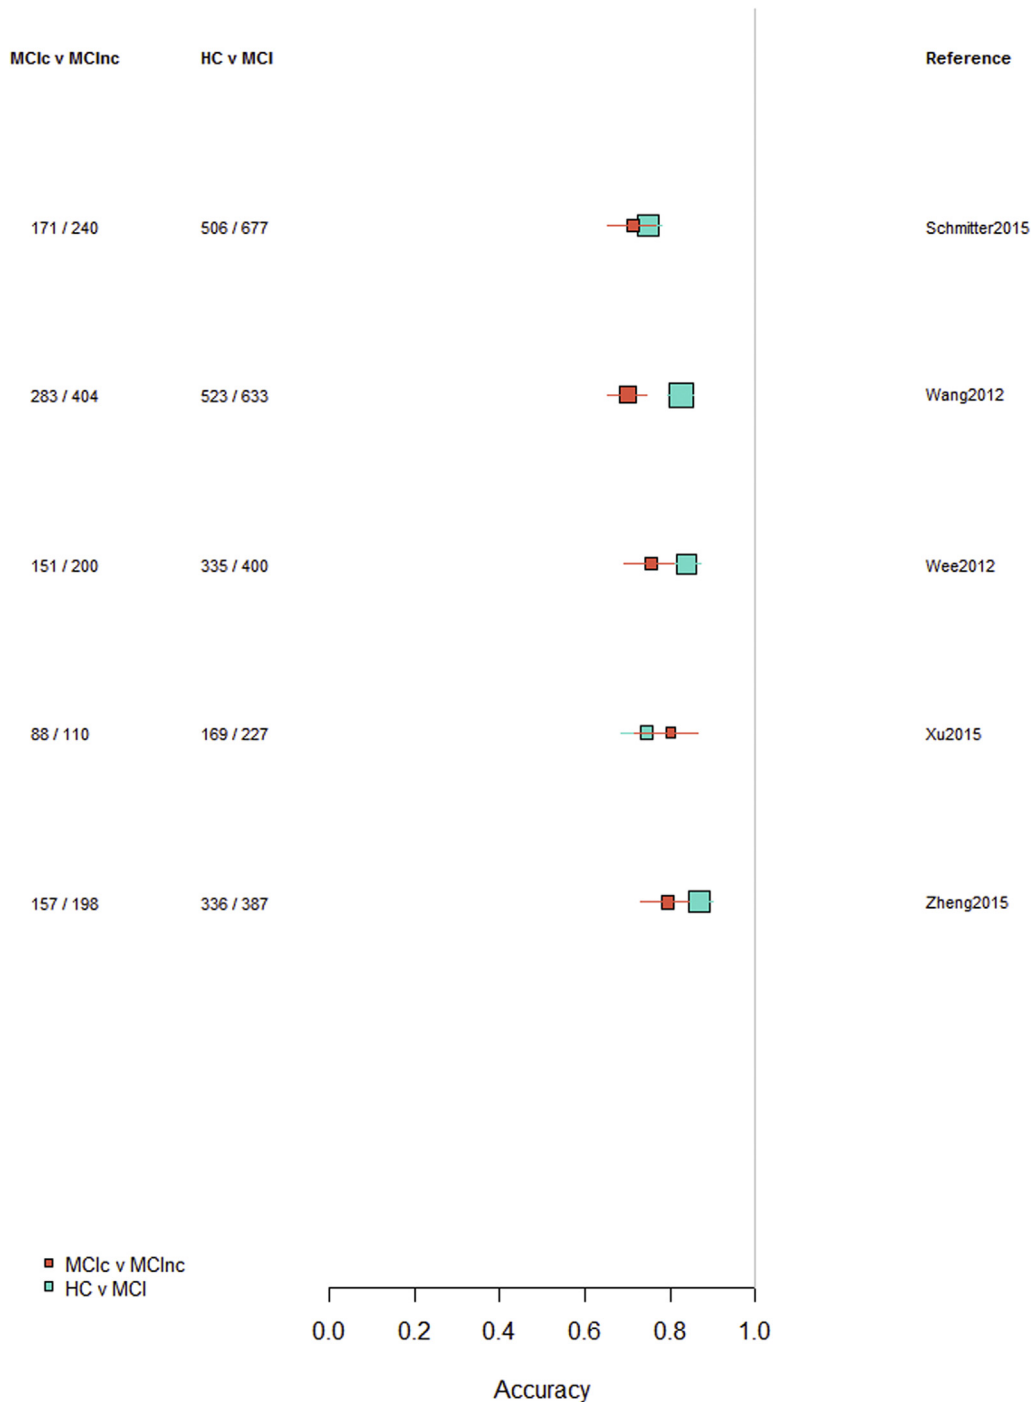 MCIc v MCInc HC v MCI Reference
171 / 240 506 / 677 Schmitter2015
283 / 404 523 / 633 Wang2012
151 / 200 335 / 400 Wee2012
88 / 110 169 / 227 Xu2015
157 / 198 336 / 387 Zheng2015
MCIc v MCInc
HC v MCI
0.0 0.2 0.4 0.6 0.8 1.0
Accuracy